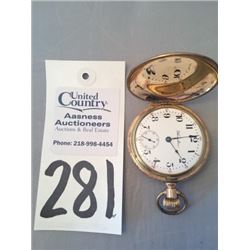 United
Country
Aasness
Auctioneers
Auctions & Real Estate
Phone: 218-998-4454
281